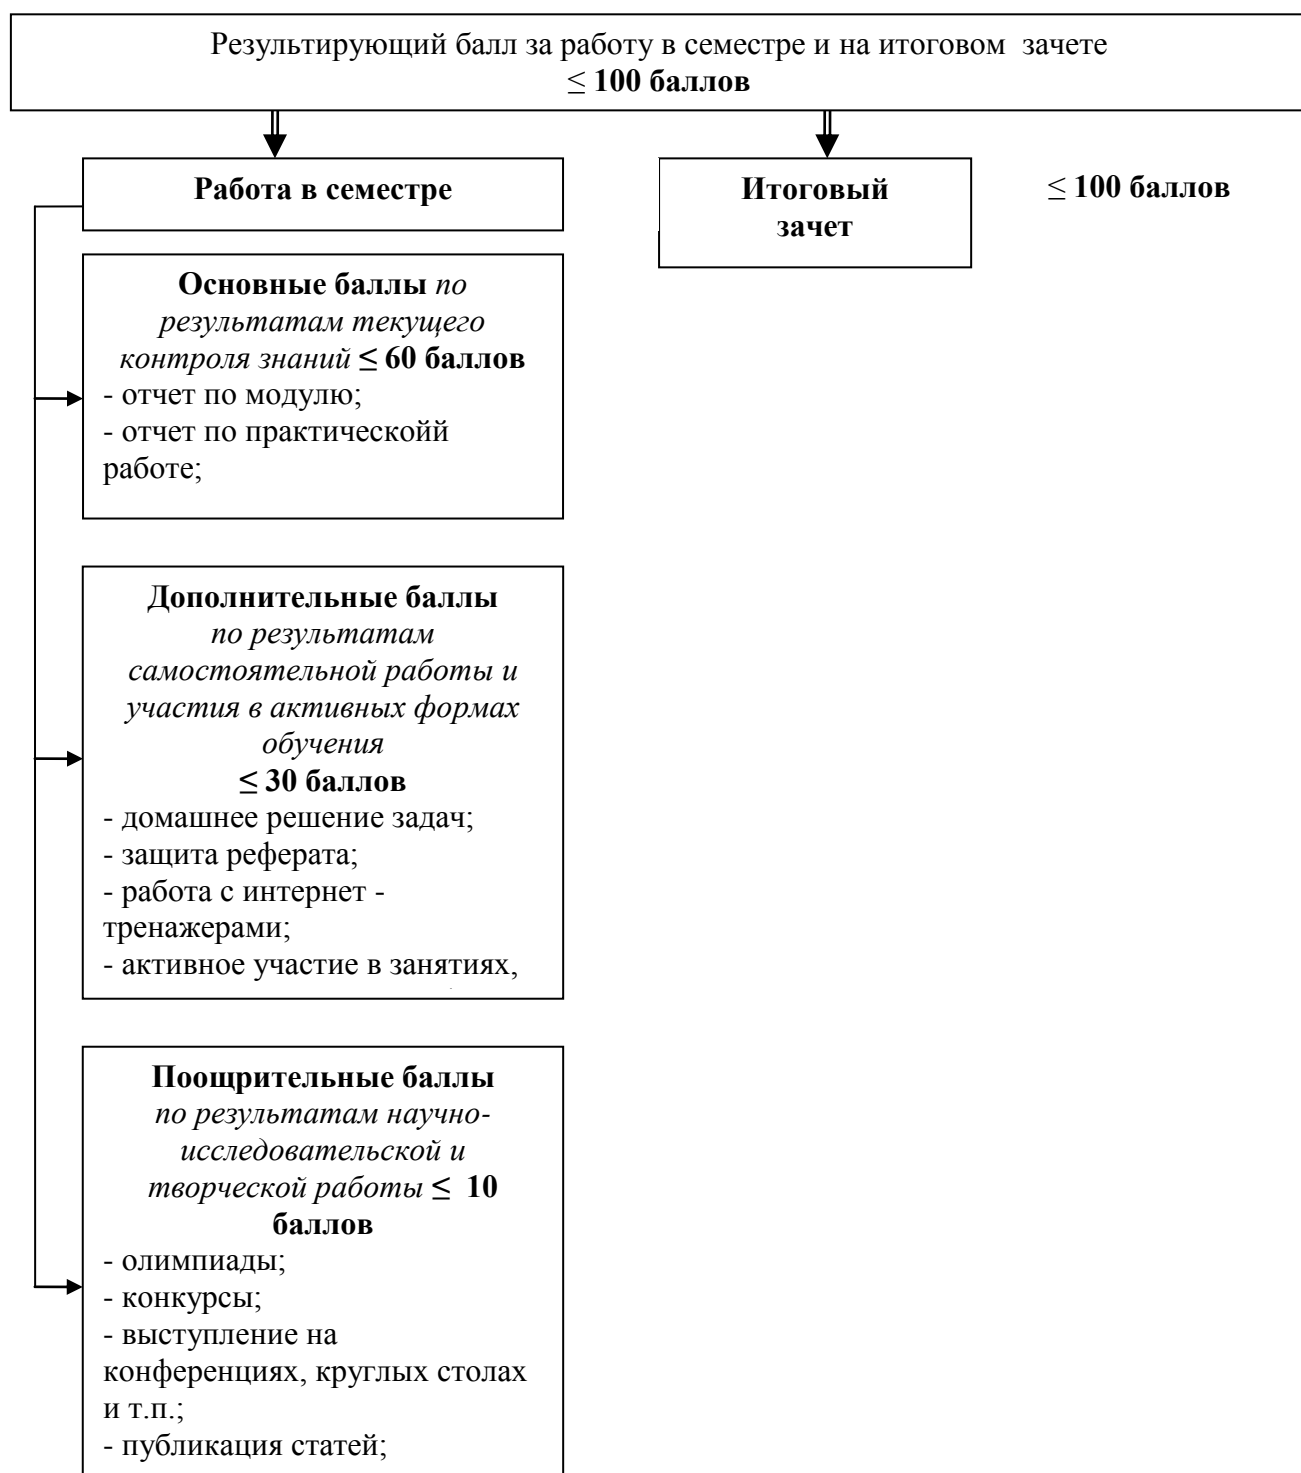 Результирующий балл за работу в семестре и на итоговом зачете
≤ 100 баллов
Работа в семестре
Итоговый
зачет
≤ 100 баллов
Основные баллы по
результатам текущего
контроля знаний ≤ 60 баллов
- отчет по модулю;
- отчет по практическойй
работе;
Дополнительные баллы
по результатам
самостоятельной работы и
участия в активных формах
обучения
≤ 30 баллов
- домашнее решение задач;
- защита реферата;
- работа с интернет -
тренажерами;
- активное участие в занятиях,
Поощрительные баллы
по результатам научно-
исследовательской и
творческой работы ≤ 10
баллов
- олимпиады;
- конкурсы;
- выступление на
конференциях, круглых столах
и т.п.;
- публикация статей;